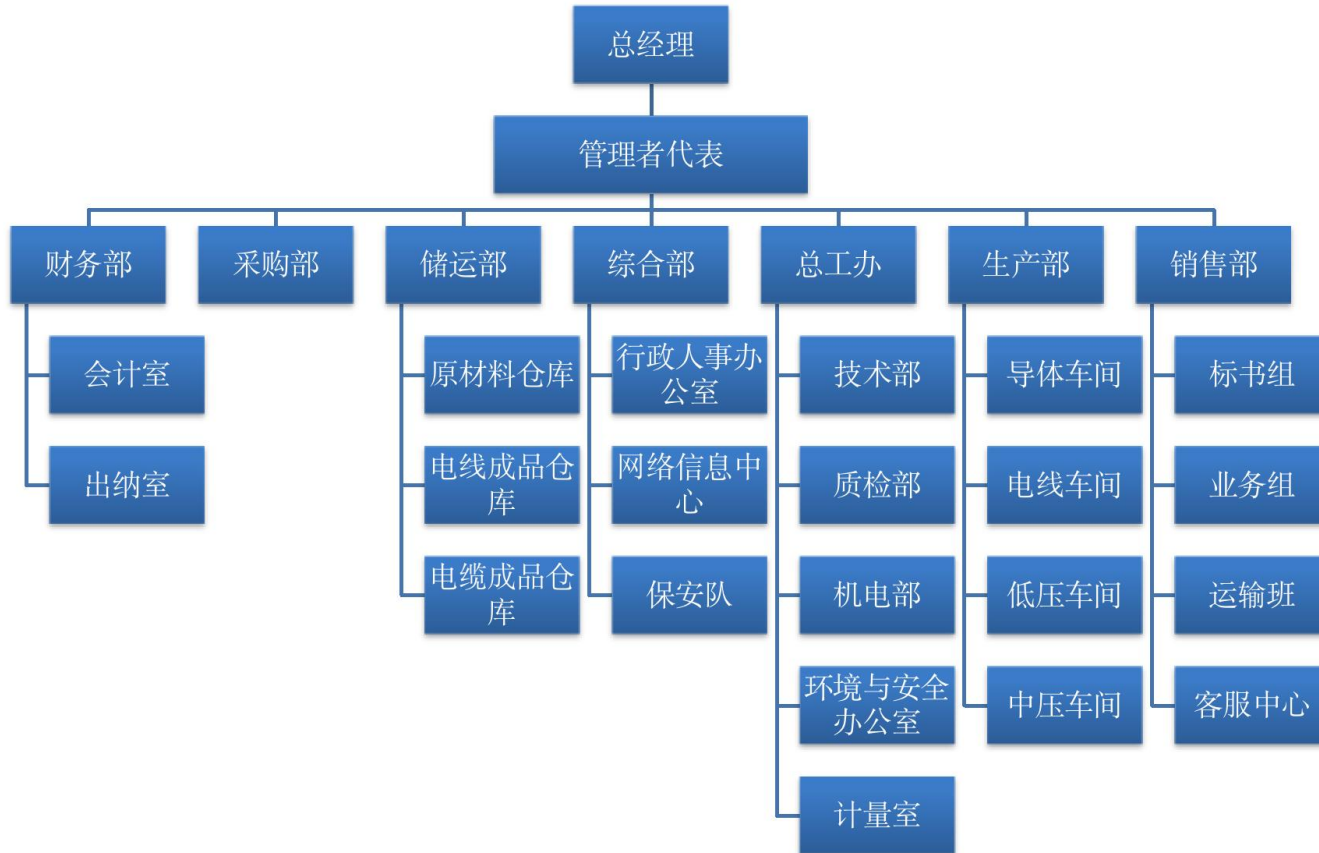 总经理
管理者代表
财务部
采购部
储运部
综合部
总工办
生产部
销售部
会计室
原材料仓库
行政人事办
公室
技术部
导体车间
标书组
出纳室
电线成品仓
库
网络信息中
心
质检部
电线车间
业务组
电缆成品仓
库
保安队
机电部
低压车间
运输班
环境与安全
办公室
中压车间
客服中心
计量室